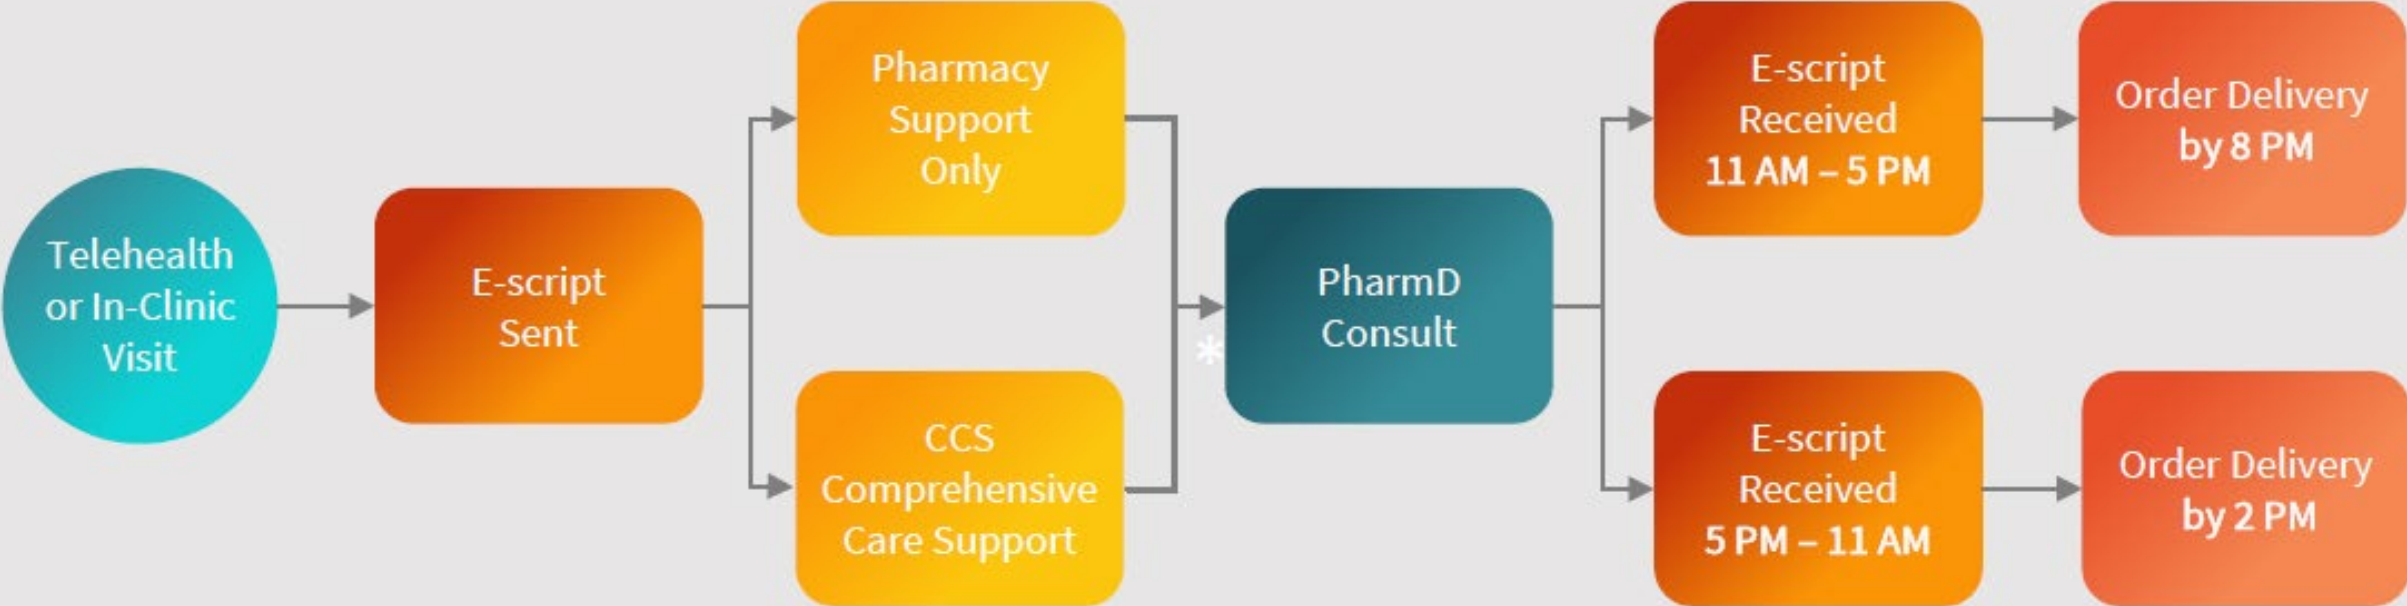 Telehealth
or In-Clinic
Visit
E-script
Sent
Pharmacy
Support
Only
CCS
Comprehensive
Care Support
*
PharmD
Consult
E-script
Received
11 AM – 5 PM
Order Delivery
by 8 PM
E-script
Received
5 PM – 11 AM
Order Delivery
by 2 PM